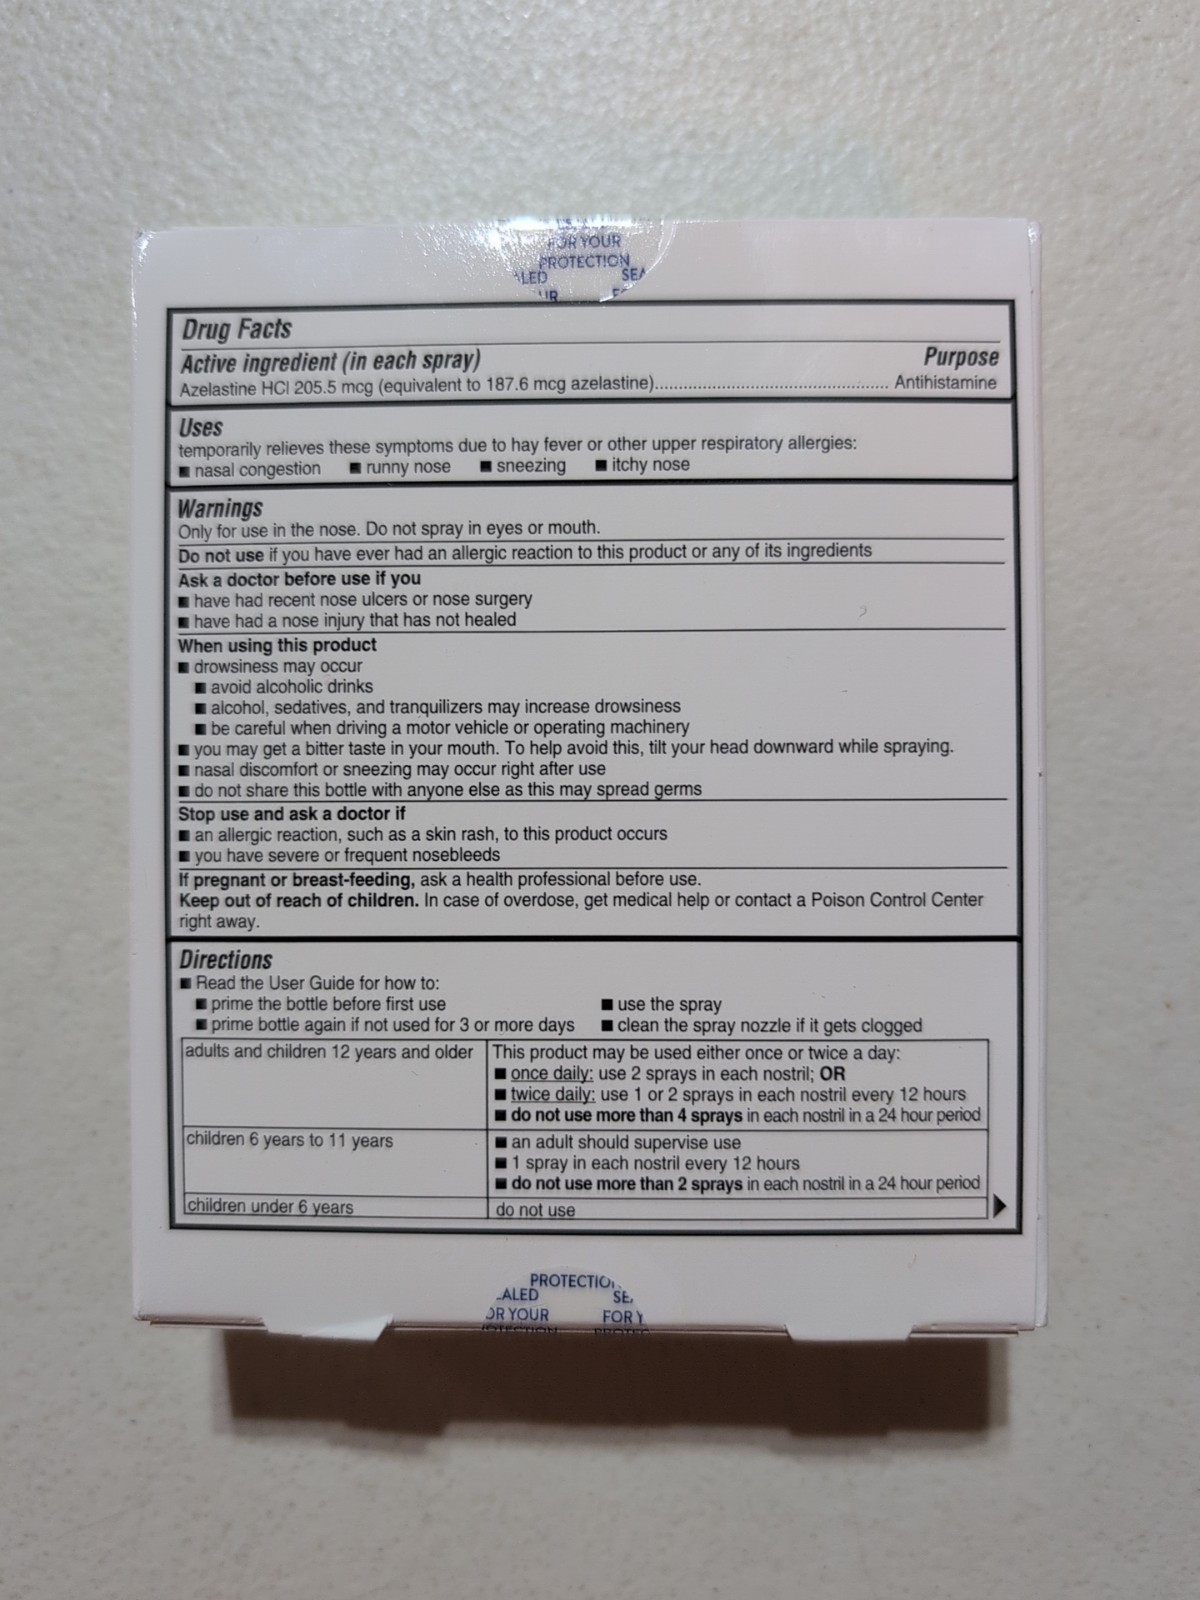 FOR YOUR
PROTECTION
Drug Facts
Active ingredient (in each spray) Purpose
Azelastine HCl 205.5 mcg (equivalent to 187.6 mcg azelastine)............................................ Antihistamine
Uses
temporarily relieves these symptoms due to hay fever or other upper respiratory allergies:
■ nasal congestion ■ runny nose ■ sneezing ■ itchy nose
Warnings
Only for use in the nose. Do not spray in eyes or mouth.
Do not use if you have ever had an allergic reaction to this product or any of its ingredients
Ask a doctor before use if you
■ have had recent nose ulcers or nose surgery
■ have had a nose injury that has not healed
When using this product
■ drowsiness may occur
■ avoid alcoholic drinks
■ alcohol, sedatives, and tranquilizers may increase drowsiness
■ be careful when driving a motor vehicle or operating machinery
■ you may get a bitter taste in your mouth. To help avoid this, tilt your head downward while spraying.
■ nasal discomfort or sneezing may occur right after use
■ do not share this bottle with anyone else as this may spread germs
Stop use and ask a doctor if
■ an allergic reaction, such as a skin rash, to this product occurs
■ you have severe or frequent nosebleeds
If pregnant or breast-feeding, ask a health professional before use.
Keep out of reach of children. In case of overdose, get medical help or contact a Poison Control Center
right away.
Directions
■ Read the User Guide for how to:
■ prime the bottle before first use ■ use the spray
■ prime bottle again if not used for 3 or more days ■ clean the spray nozzle if it gets clogged
adults and children 12 years and older This product may be used either once or twice a day:
■ once daily: use 2 sprays in each nostril; OR
■ twice daily: use 1 or 2 sprays in each nostril every 12 hours
■ do not use more than 4 sprays in each nostril in a 24 hour period
children 6 years to 11 years ■ an adult should supervise use
■ 1 spray in each nostril every 12 hours
■ do not use more than 2 sprays in each nostril in a 24 hour period
children under 6 years do not use
YOUR FOR